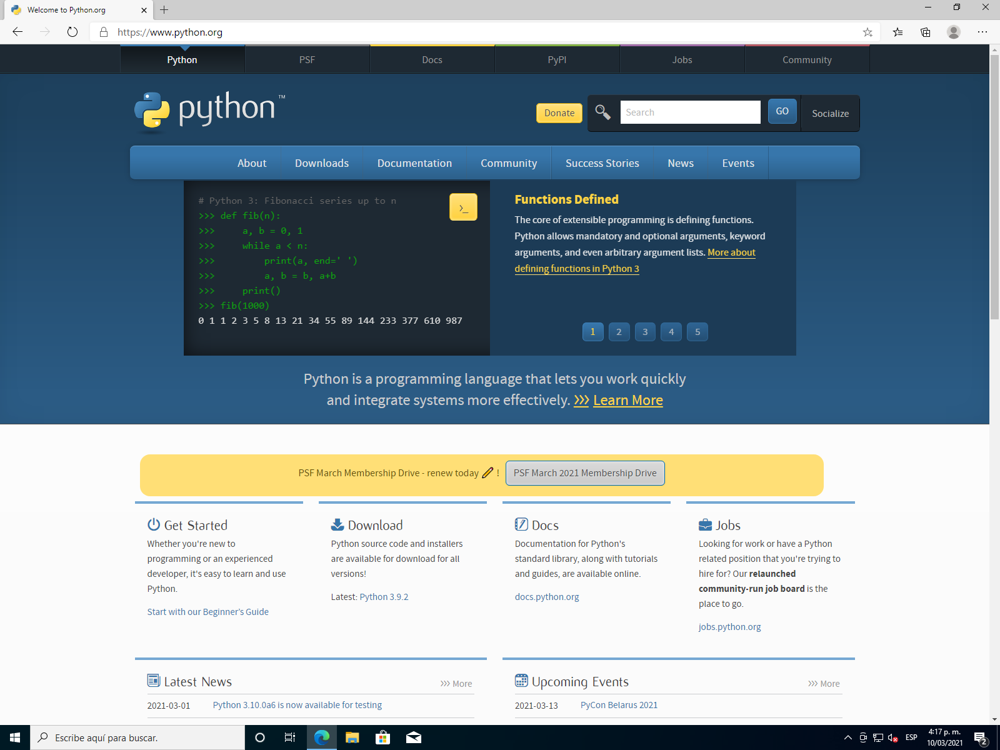 Welcome to Python.org
https://www.python.org
Python
PSF
Docs
PyPI
Jobs
Community
python™
Donate
Search
GO
Socialize
About
Downloads
Documentation
Community
Success Stories
News
Events
# Python 3: Fibonacci series up to n
>>> def fib(n):
>>>     a, b = 0, 1
>>>     while a < n:
>>>         print(a, end=' ')
>>>         a, b = b, a+b
>>>     print()
>>> fib(1000)
0 1 1 2 3 5 8 13 21 34 55 89 144 233 377 610 987
>_
Functions Defined
The core of extensible programming is defining functions.
Python allows mandatory and optional arguments, keyword
arguments, and even arbitrary argument lists. More about
defining functions in Python 3
1
2
3
4
5
Python is a programming language that lets you work quickly
and integrate systems more effectively. >>> Learn More
PSF March Membership Drive - renew today ! PSF March 2021 Membership Drive
Get Started
Whether you're new to
programming or an experienced
developer, it's easy to learn and use
Python.
Start with our Beginner’s Guide
Download
Python source code and installers
are available for download for all
versions!
Latest: Python 3.9.2
Docs
Documentation for Python's
standard library, along with tutorials
and guides, are available online.
docs.python.org
Jobs
Looking for work or have a Python
related position that you're trying to
hire for? Our relaunched
community-run job board is the
place to go.
jobs.python.org
Latest News
>>> More
2021-03-01 Python 3.10.0a6 is now available for testing
Upcoming Events
>>> More
2021-03-13 PyCon Belarus 2021
Escribe aquí para buscar.
ESP
4:17 p. m.
10/03/2021
2